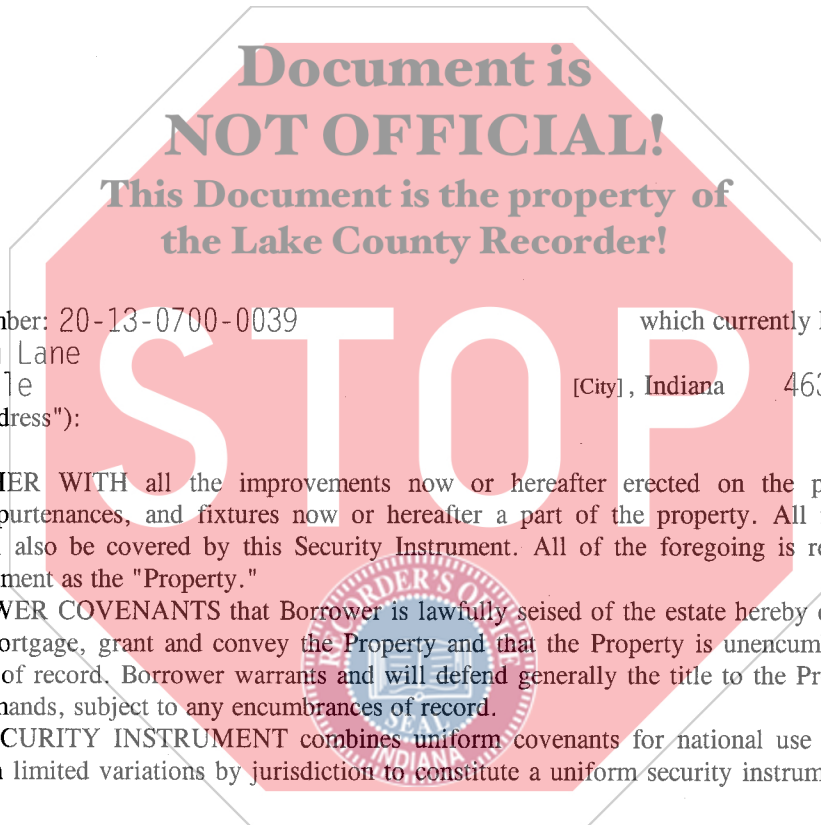 Document is
NOT OFFICIAL!
This Document is the property of
the Lake County Recorder!
STOP
nber: 20-13-0700-0039 which currently
Lane
le [City] , Indiana 463
dress"):
IER WITH all the improvements now or hereafter erected on the p
purtenances, and fixtures now or hereafter a part of the property. All
also be covered by this Security Instrument. All of the foregoing is re
ment as the "Property."
WER COVENANTS that Borrower is lawfully seised of the estate hereby
ortgage, grant and convey the Property and that the Property is unencum
of record. Borrower warrants and will defend generally the title to the Pr
nands, subject to any encumbrances of record.
CURITY INSTRUMENT combines uniform covenants for national use
limited variations by jurisdiction to constitute a uniform security instrum
RECORDER'S OFFICE
SEAL
INDIANA